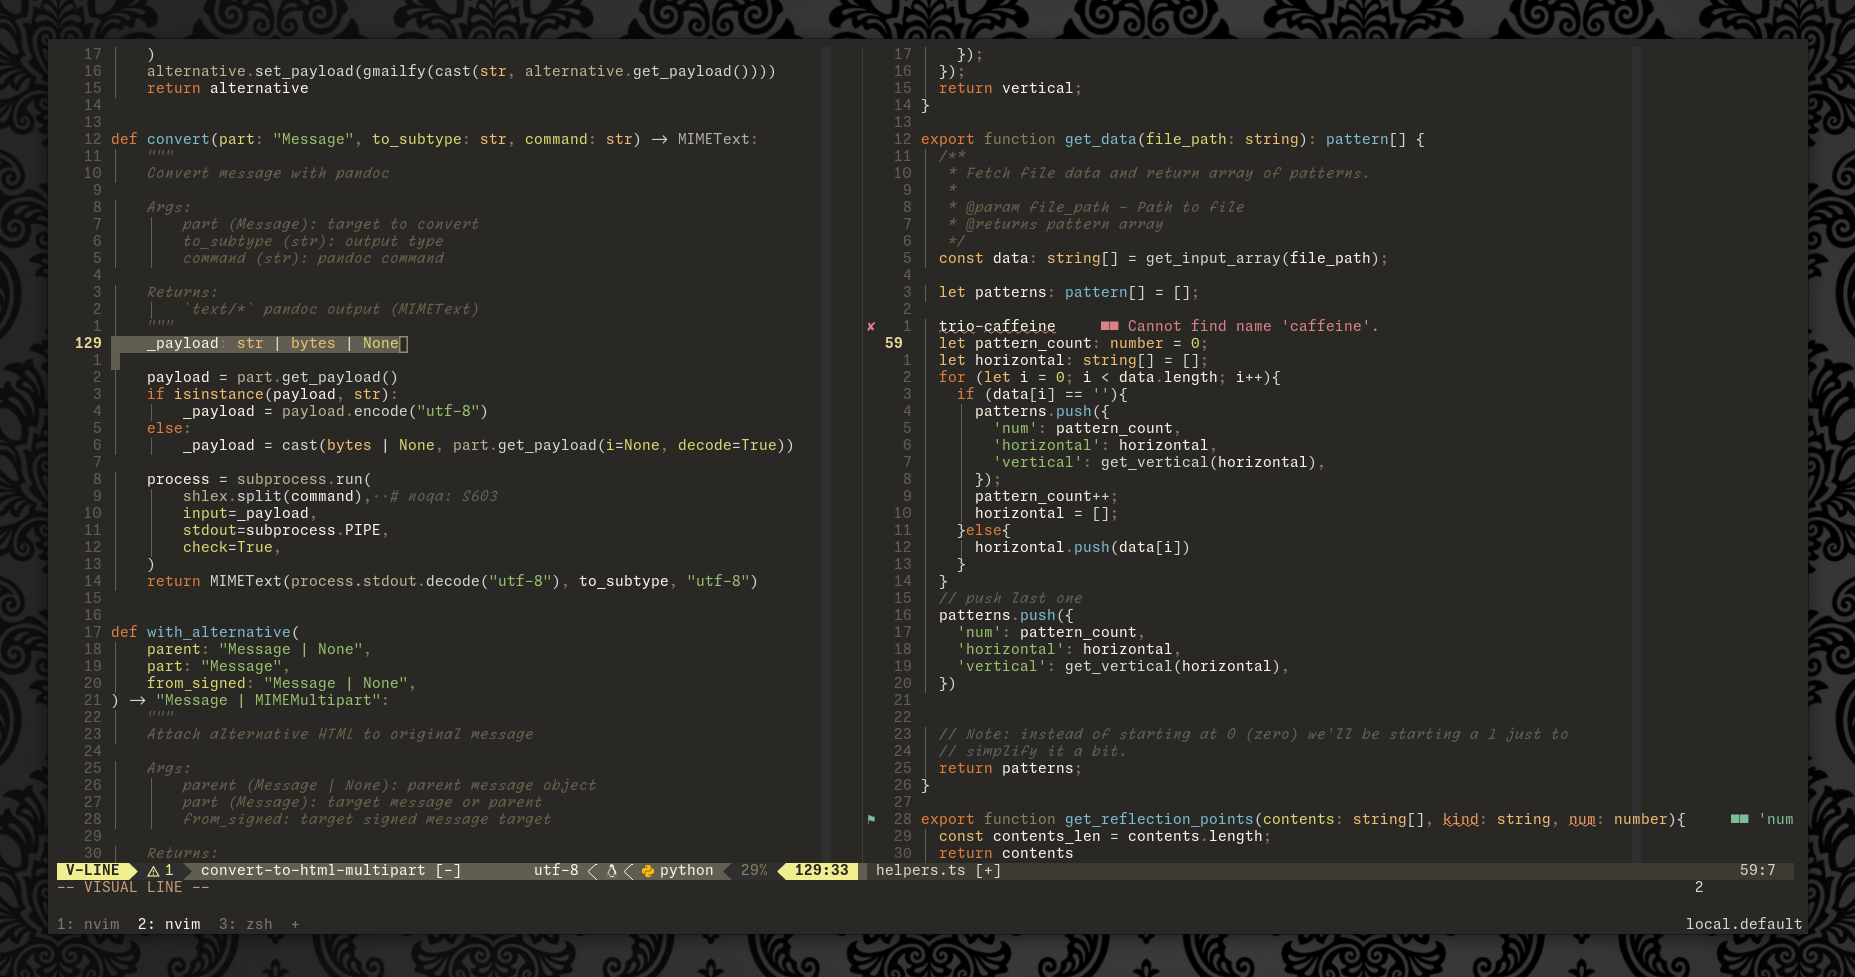 17 )
16 alternative.set_payload(gmailfy(cast(str, alternative.get_payload())))
15 return alternative
14
13
12 def convert(part: "Message", to_subtype: str, command: str) → MIMEText:
11 """
10 Convert message with pandoc
9
8 Args:
7 part (Message): target to convert
6 to_subtype (str): output type
5 command (str): pandoc command
4
3 Returns:
2 `text/*` pandoc output (MIMEText)
1 """
129 _payload: str | bytes | None
1
2 payload = part.get_payload()
3 if isinstance(payload, str):
4 _payload = payload.encode("utf-8")
5 else:
6 _payload = cast(bytes | None, part.get_payload(i=None, decode=True))
7
8 process = subprocess.run(
9 shlex.split(command),··# noqa: S603
10 input=_payload,
11 stdout=subprocess.PIPE,
12 check=True,
13 )
14 return MIMEText(process.stdout.decode("utf-8"), to_subtype, "utf-8")
15
16
17 def with_alternative(
18 parent: "Message | None",
19 part: "Message",
20 from_signed: "Message | None",
21 ) → "Message | MIMEMultipart":
22 """
23 Attach alternative HTMl to original message
24
25 Args:
26 parent (Message | None): parent message object
27 part (Message): target message or parent
28 from_signed: target signed message target
29
30 Returns:
V-LINE ⚠ 1 convert-to-html-multipart [-] utf-8 python 29% 129:33
17 });
16 });
15 return vertical;
14 }
13
12 export function get_data(file_path: string): pattern[] {
11 /**
10 * Fetch file data and return array of patterns.
9 *
8 * @param file_path - Path to file
7 * @returns pattern array
6 */
5 const data: string[] = get_input_array(file_path);
4
3 let patterns: pattern[] = [];
2
✘ 1 trio-caffeine ■■ Cannot find name 'caffeine'.
59 let pattern_count: number = 0;
1 let horizontal: string[] = [];
2 for (let i = 0; i < data.length; i++){
3 if (data[i] == ''){
4 patterns.push({
5 'num': pattern_count,
6 'horizontal': horizontal,
7 'vertical': get_vertical(horizontal),
8 });
9 pattern_count++;
10 horizontal = [];
11 }else{
12 horizontal.push(data[i])
13 }
14 }
15 // push last one
16 patterns.push({
17 'num': pattern_count,
18 'horizontal': horizontal,
19 'vertical': get_vertical(horizontal),
20 })
21
22
23 // Note: instead of starting at 0 (zero) we'll be starting a 1 just to
24 // simplify it a bit.
25 return patterns;
26 }
27
⚑ 28 export function get_reflection_points(contents: string[], kind: string, num: number){ ■■ 'num
29 const contents_len = contents.length;
30 return contents
helpers.ts [+] 59:7
-- VISUAL LINE -- 2
1: nvim 2: nvim 3: zsh + local.default